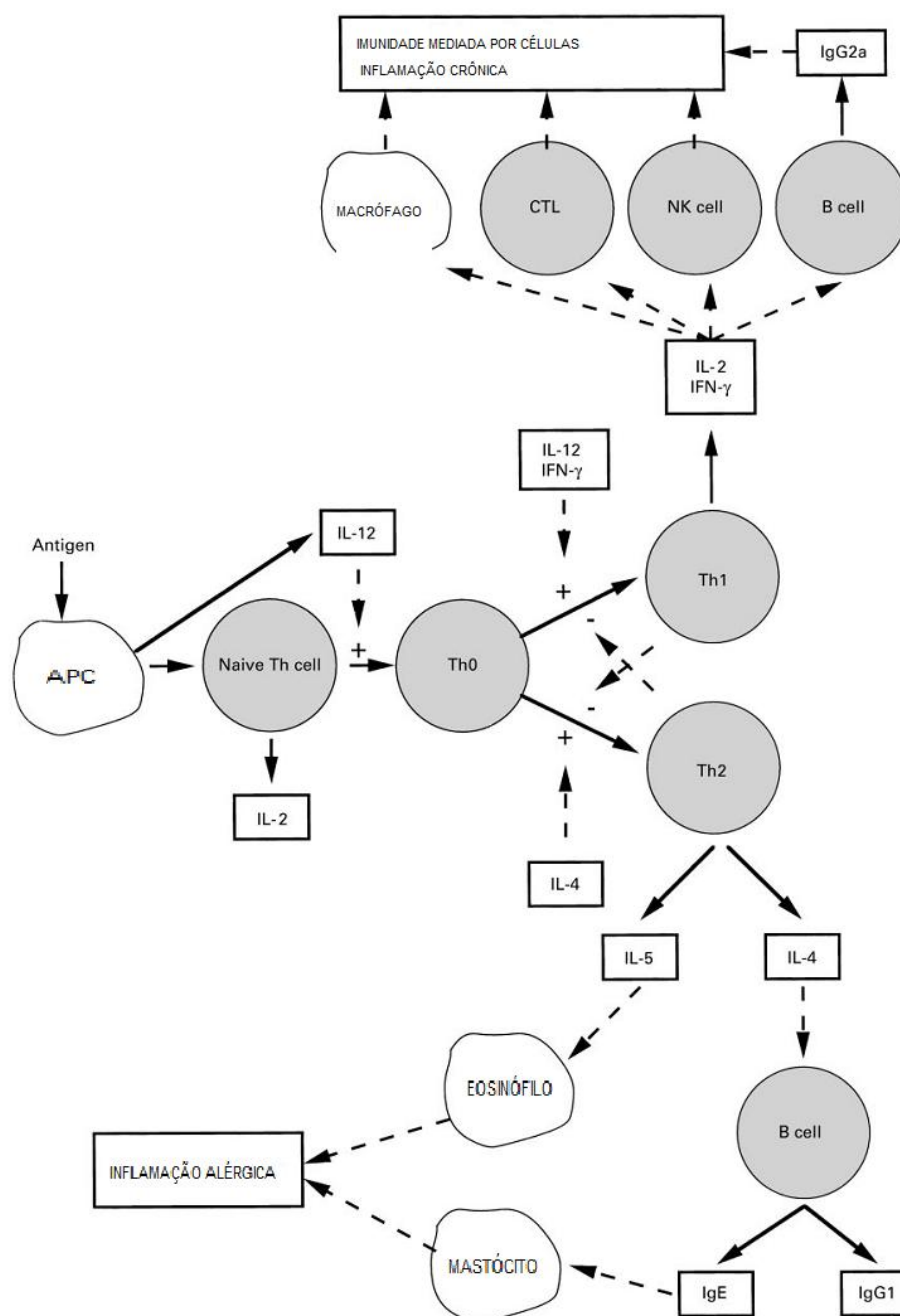 IMUNIDADE MEDIADA POR CÉLULAS
INFLAMAÇÃO CRÔNICA
IgG2a
MACRÓFAGO
CTL
NK cell
B cell
IL-2
IFN-γ
IL-12
IFN-γ
Antigen
IL-12
+
Th1
-
APC
Naive Th cell
+
Th0
-
+
Th2
IL-2
IL-4
IL-5
IL-4
EOSINÓFILO
B cell
INFLAMAÇÃO ALÉRGICA
MASTÓCITO
IgE
IgG1